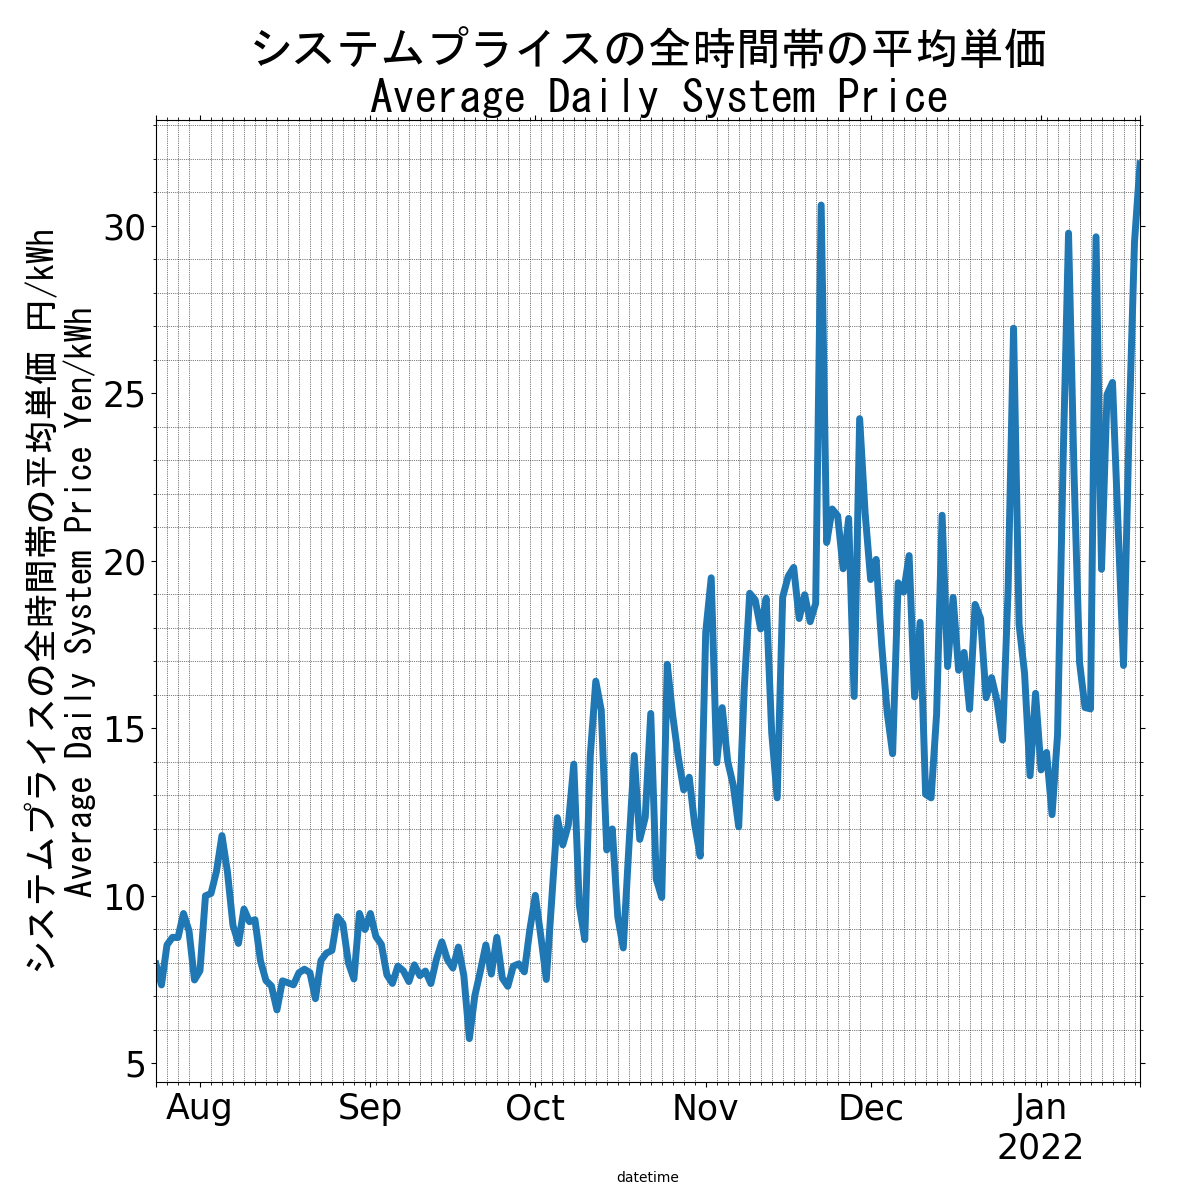 システムプライスの全時間帯の平均単価
Average Daily System Price
システムプライスの全時間帯の平均単価 円/kWh
Average Daily System Price Yen/kWh
30
25
20
15
10
5
Aug
Sep
Oct
Nov
Dec
Jan
2022
datetime